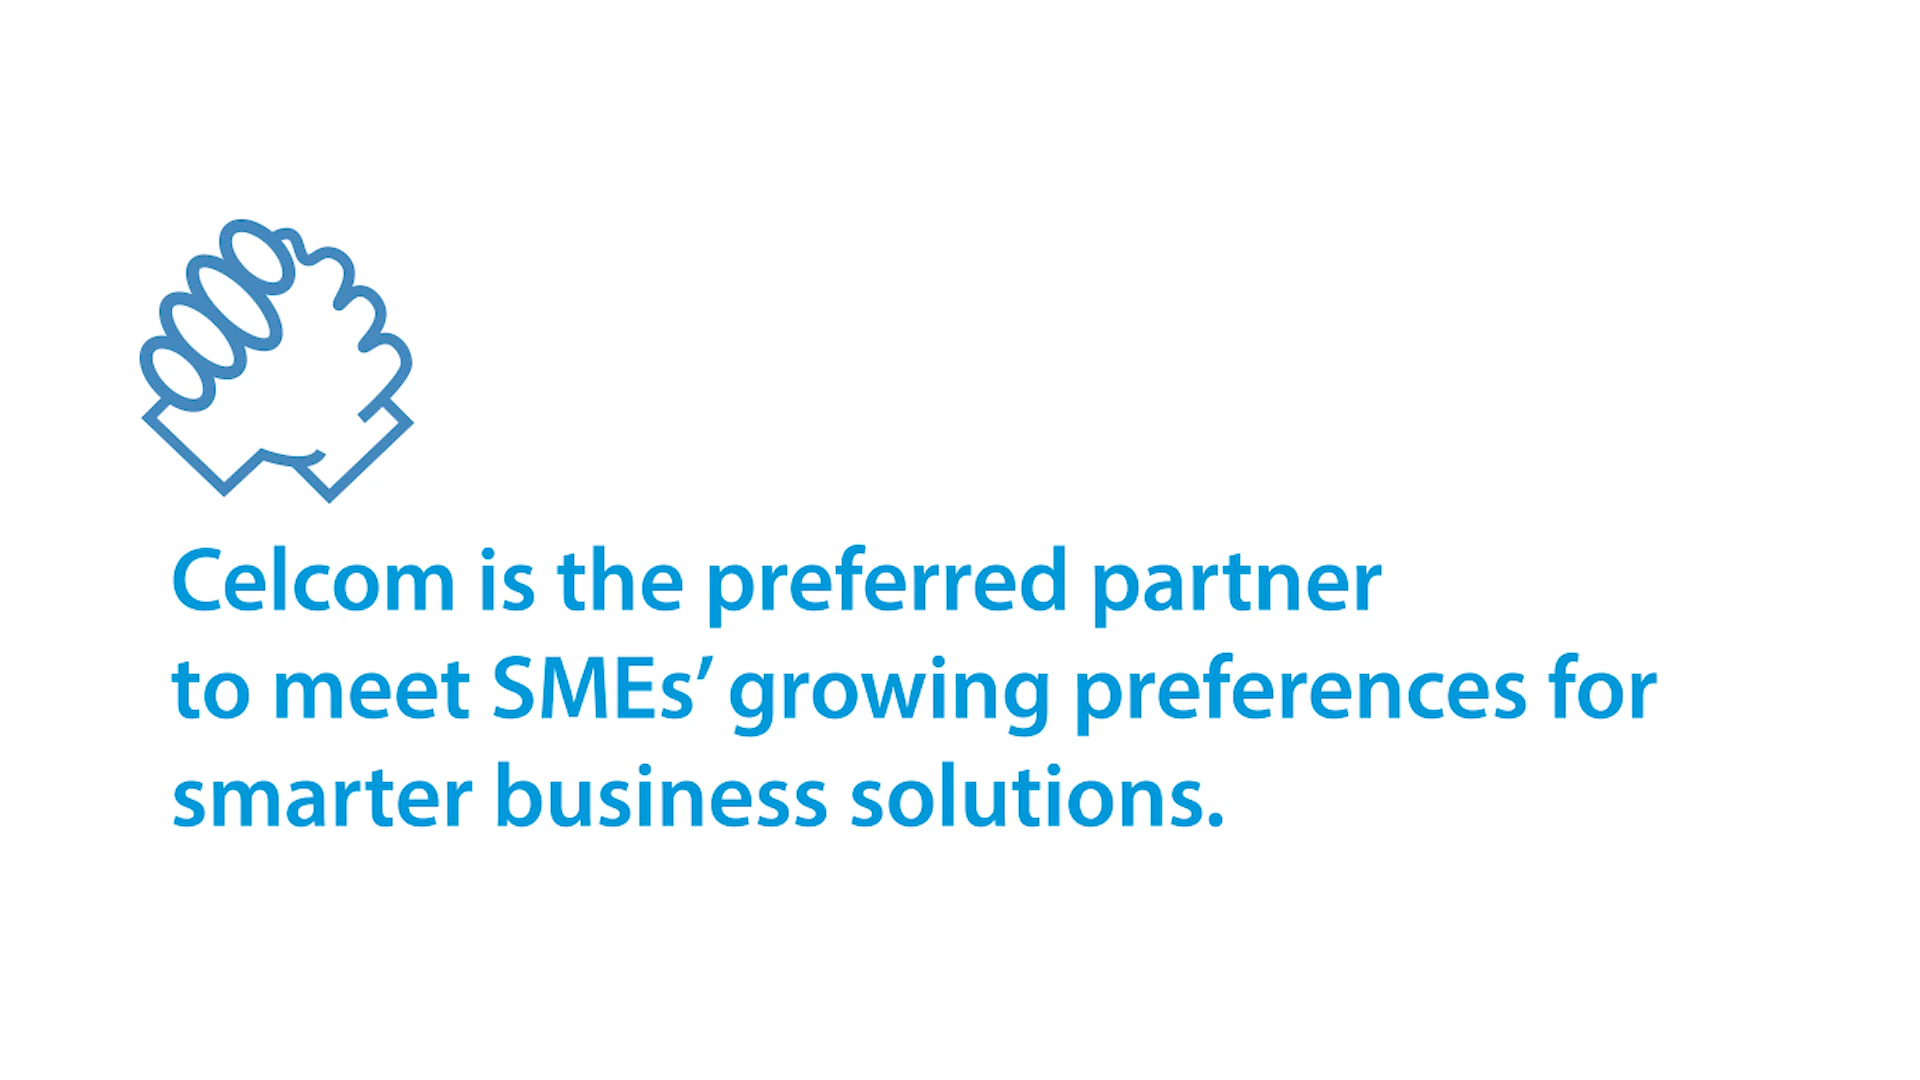 Celcom is the preferred partner
to meet SMEs’ growing preferences for
smarter business solutions.